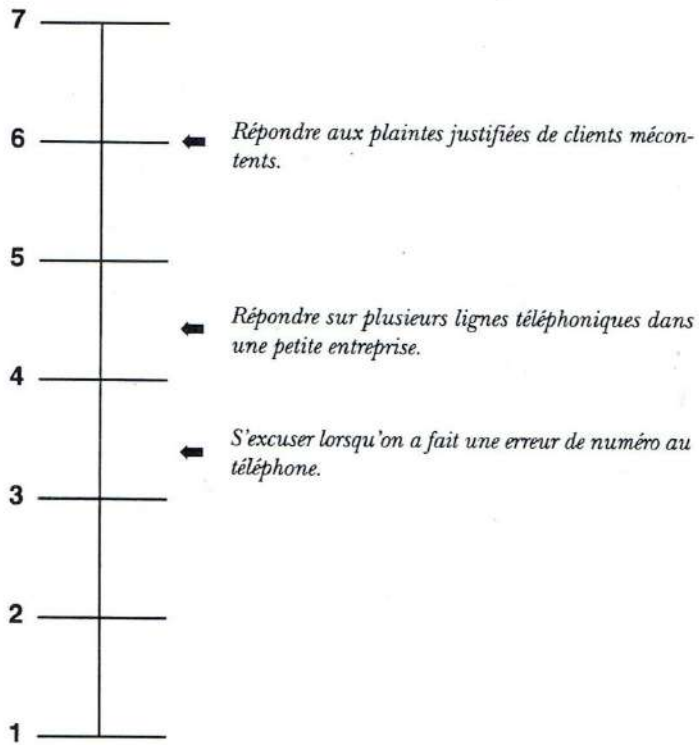 7
6
Répondre aux plaintes justifiées de clients mécon-
tents.
5
Répondre sur plusieurs lignes téléphoniques dans
une petite entreprise.
4
S'excuser lorsqu'on a fait une erreur de numéro au
téléphone.
3
2
1